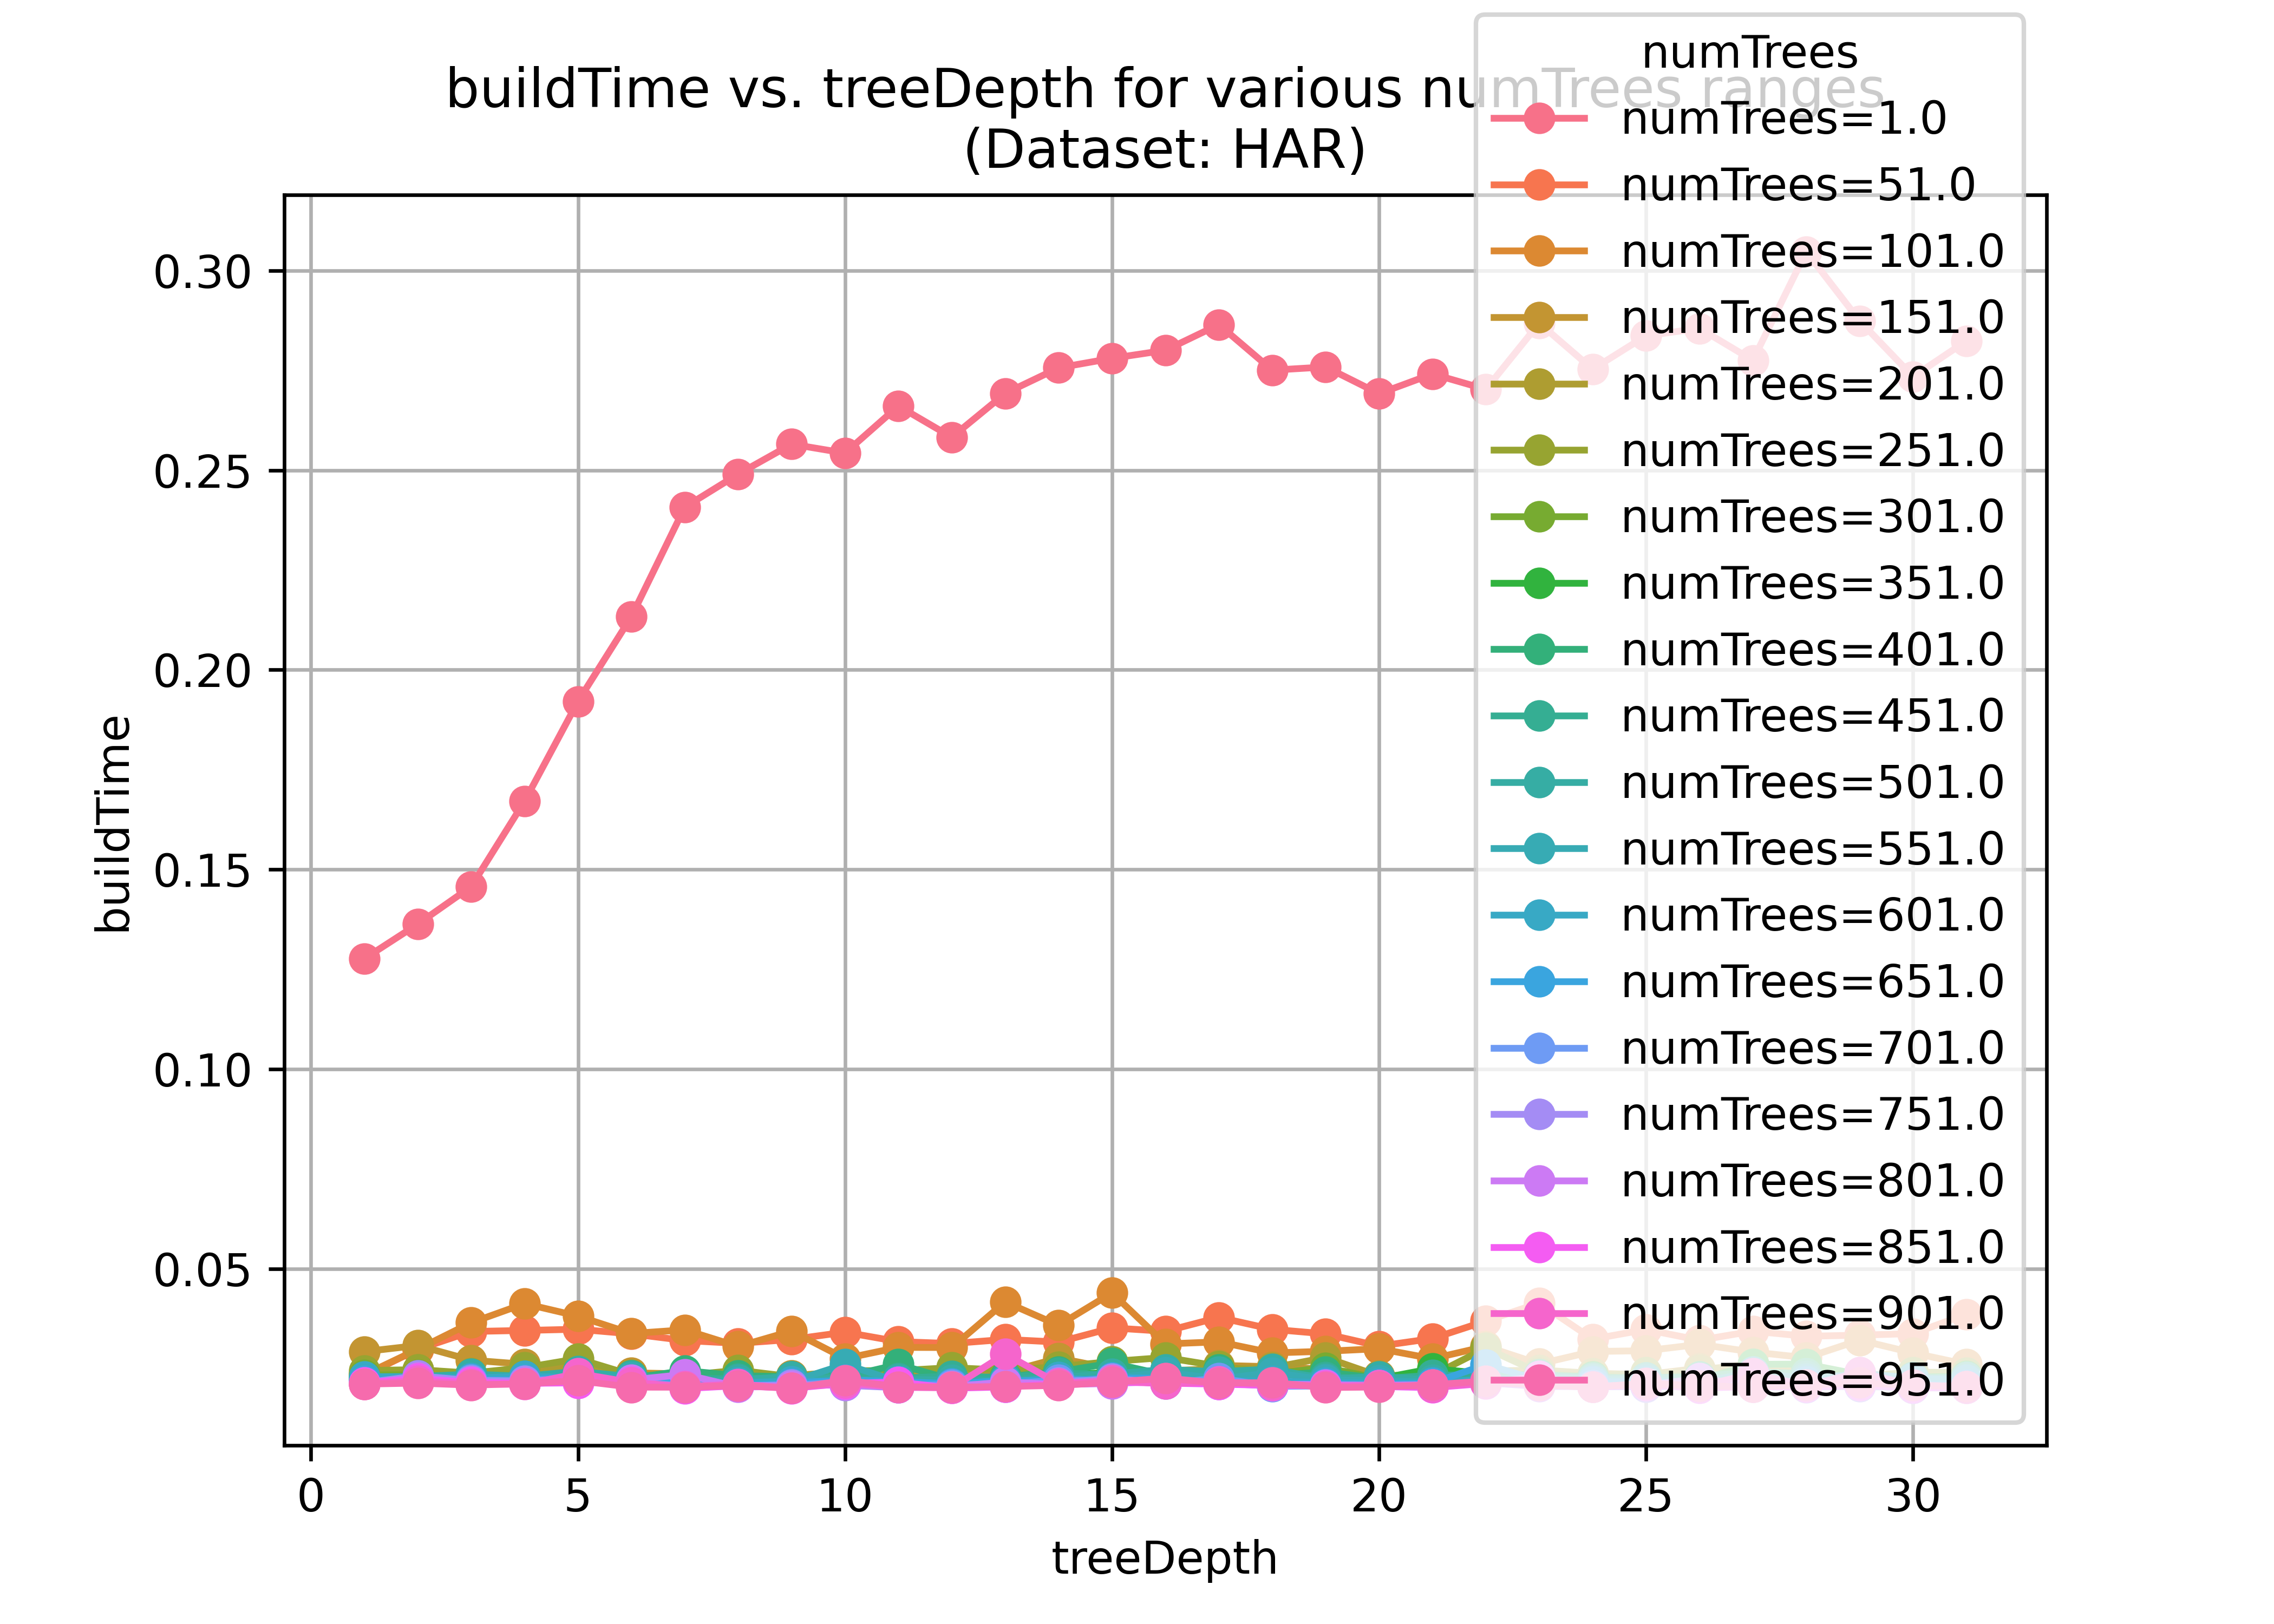 buildTime vs. treeDepth for various numTrees ranges
(Dataset: HAR)
numTrees
numTrees=1.0
numTrees=51.0
numTrees=101.0
numTrees=151.0
numTrees=201.0
numTrees=251.0
numTrees=301.0
numTrees=351.0
numTrees=401.0
numTrees=451.0
numTrees=501.0
numTrees=551.0
numTrees=601.0
numTrees=651.0
numTrees=701.0
numTrees=751.0
numTrees=801.0
numTrees=851.0
numTrees=901.0
numTrees=951.0
buildTime
0.30
0.25
0.20
0.15
0.10
0.05
0 5 10 15 20 25 30
treeDepth